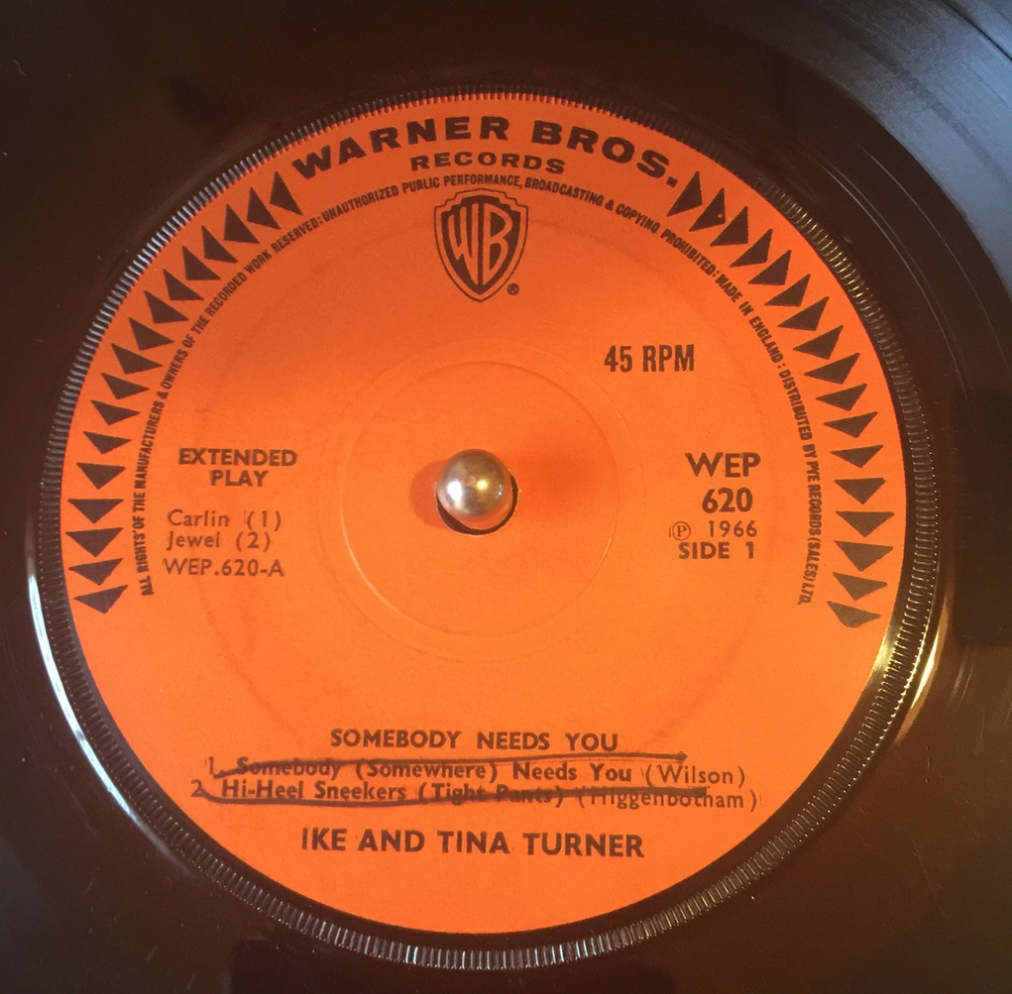 WARNER BROS.
RECORDS
ALL RIGHTS OF THE MANUFACTURERS & OWNERS OF THE RECORDED WORK RESERVED: UNAUTHORIZED PUBLIC PERFORMANCE, BROADCASTING & COPYING PROHIBITED: MADE IN ENGLAND: DISTRIBUTED BY PYE RECORDS (SALES) LTD.
WB
®
45 RPM
EXTENDED
PLAY
Carlin (1)
Jewel (2)
WEP.620-A
WEP
620
℗ 1966
SIDE 1
SOMEBODY NEEDS YOU
1. Somebody (Somewhere) Needs You (Wilson)
2. Hi-Heel Sneekers (Tight Pants) (Higgenbotham)
IKE AND TINA TURNER